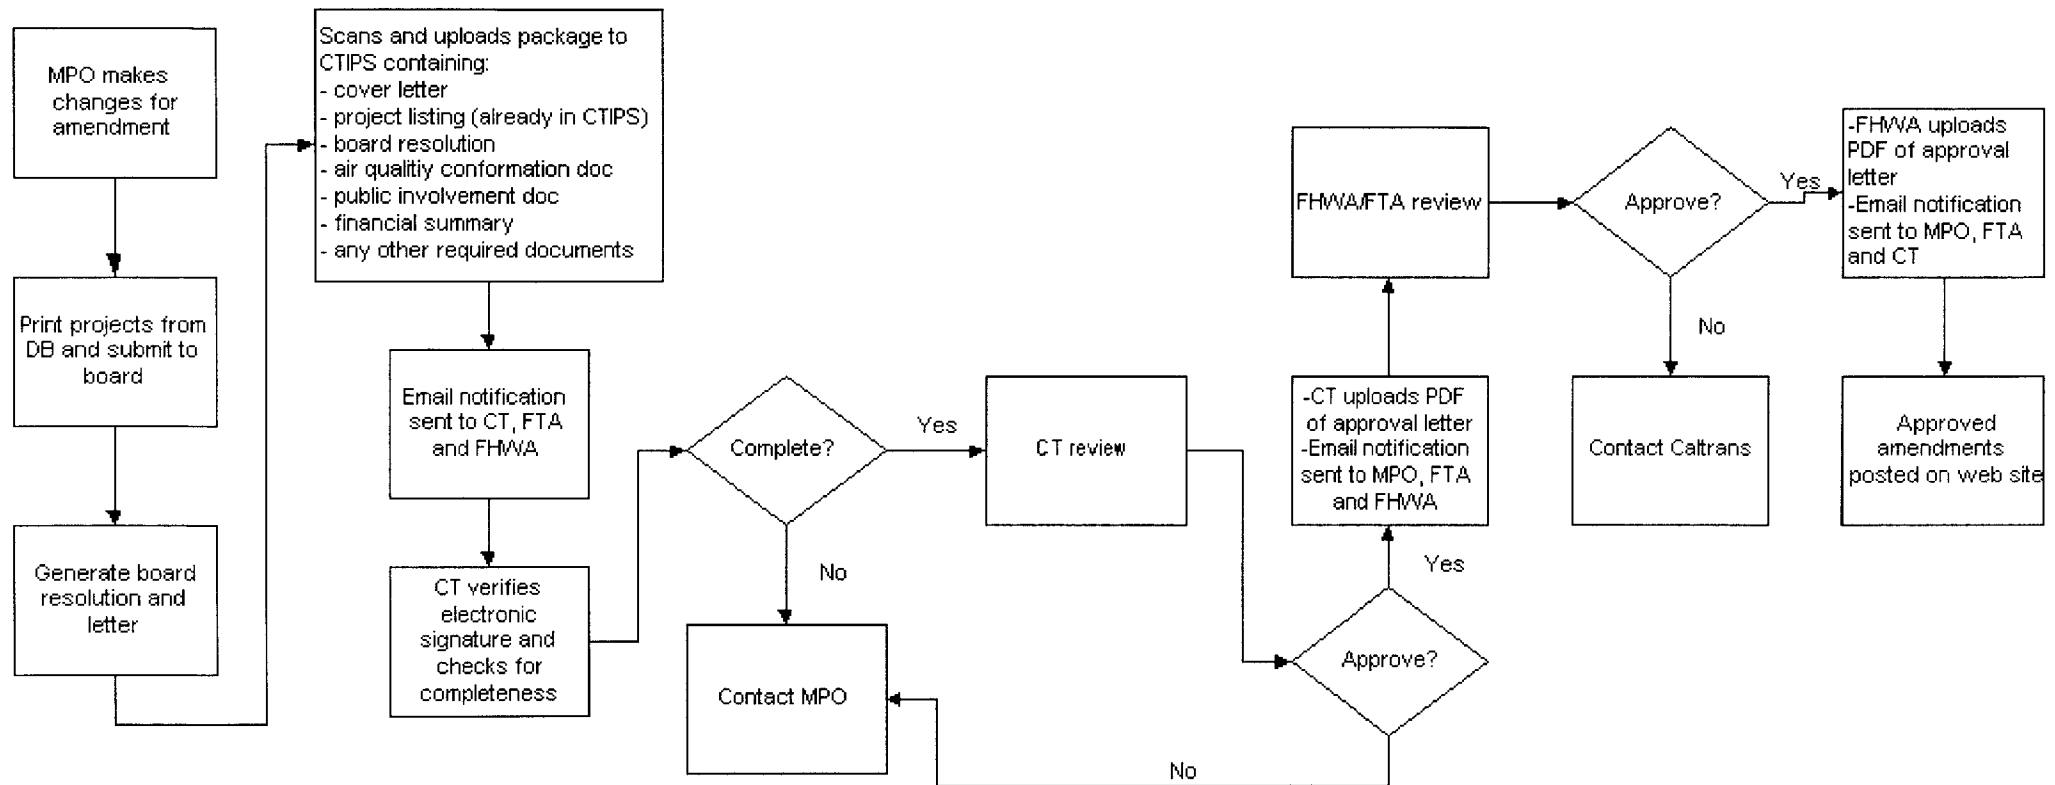 MPO makes
changes for
amendment
Print projects from
DB and submit to
board
Generate board
resolution and
letter
Scans and uploads package to
CTIPS containing:
- cover letter
- project listing (already in CTIPS)
- board resolution
- air qualitiy conformation doc
- public involvement doc
- financial summary
- any other required documents
Email notification
sent to CT, FTA
and FHWA
CT verifies
electronic
signature and
checks for
completeness
Complete?
Yes
No
Contact MPO
CT review
Approve?
Yes
No
-CT uploads PDF
of approval letter
-Email notification
sent to MPO, FTA
and FHWA
FHWA/FTA review
Approve?
Yes
No
Contact Caltrans
-FHWA uploads
PDF of approval
letter
-Email notification
sent to MPO, FTA
and CT
Approved
amendments
posted on web site